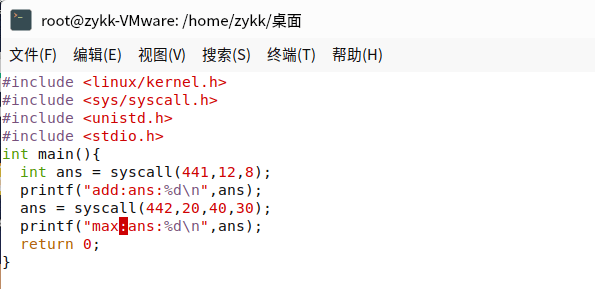 root@zykk-VMware: /home/zykk/桌面
文件(F) 编辑(E) 视图(V) 搜索(S) 终端(T) 帮助(H)
#include <linux/kernel.h>
#include <sys/syscall.h>
#include <unistd.h>
#include <stdio.h>
int main(){
  int ans = syscall(441,12,8);
  printf("add:ans:%d\n",ans);
  ans = syscall(442,20,40,30);
  printf("max:ans:%d\n",ans);
  return 0;
}